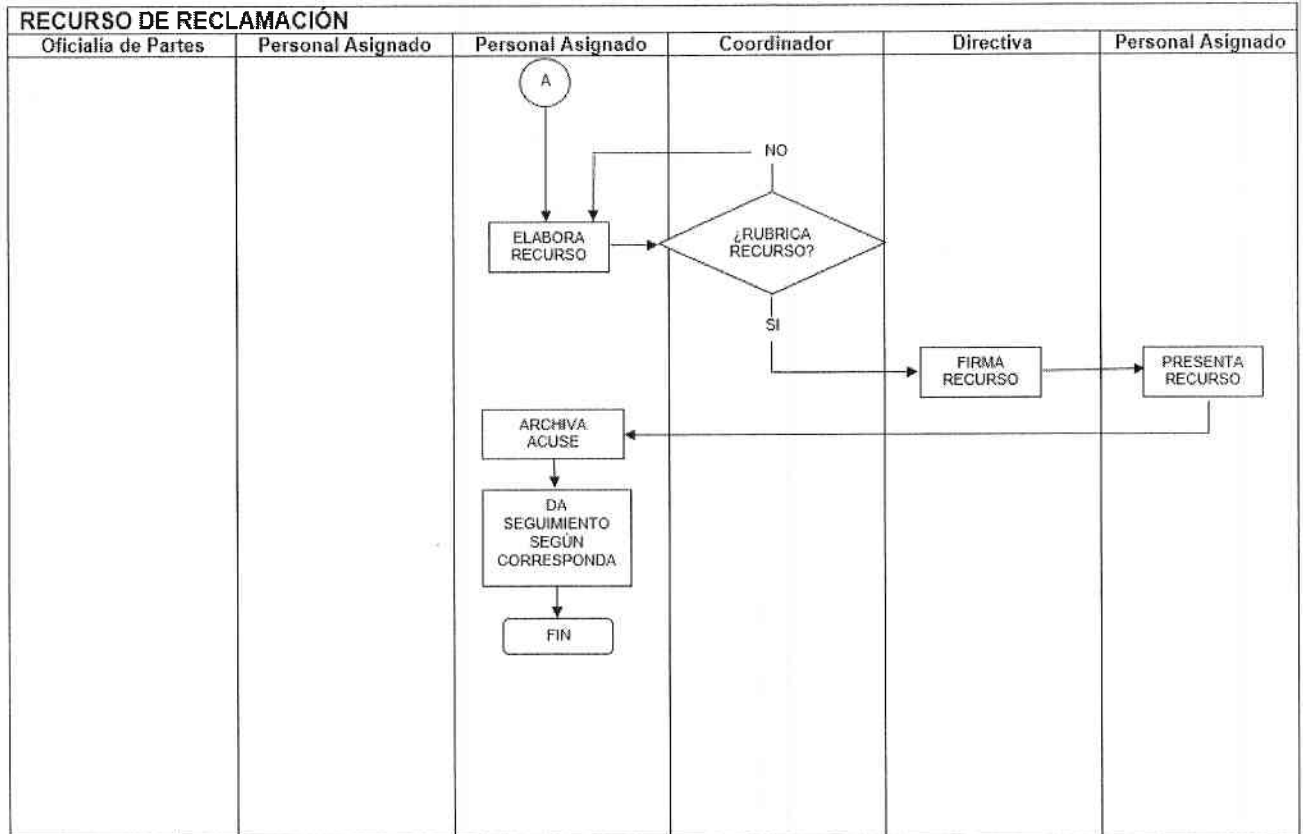 RECURSO DE RECLAMACIÓN
Oficialía de Partes
Personal Asignado
Personal Asignado
Coordinador
Directiva
Personal Asignado
A
NO
ELABORA
RECURSO
¿RUBRICA
RECURSO?
SI
FIRMA
RECURSO
PRESENTA
RECURSO
ARCHIVA
ACUSE
DA
SEGUIMIENTO
SEGÚN
CORRESPONDA
FIN